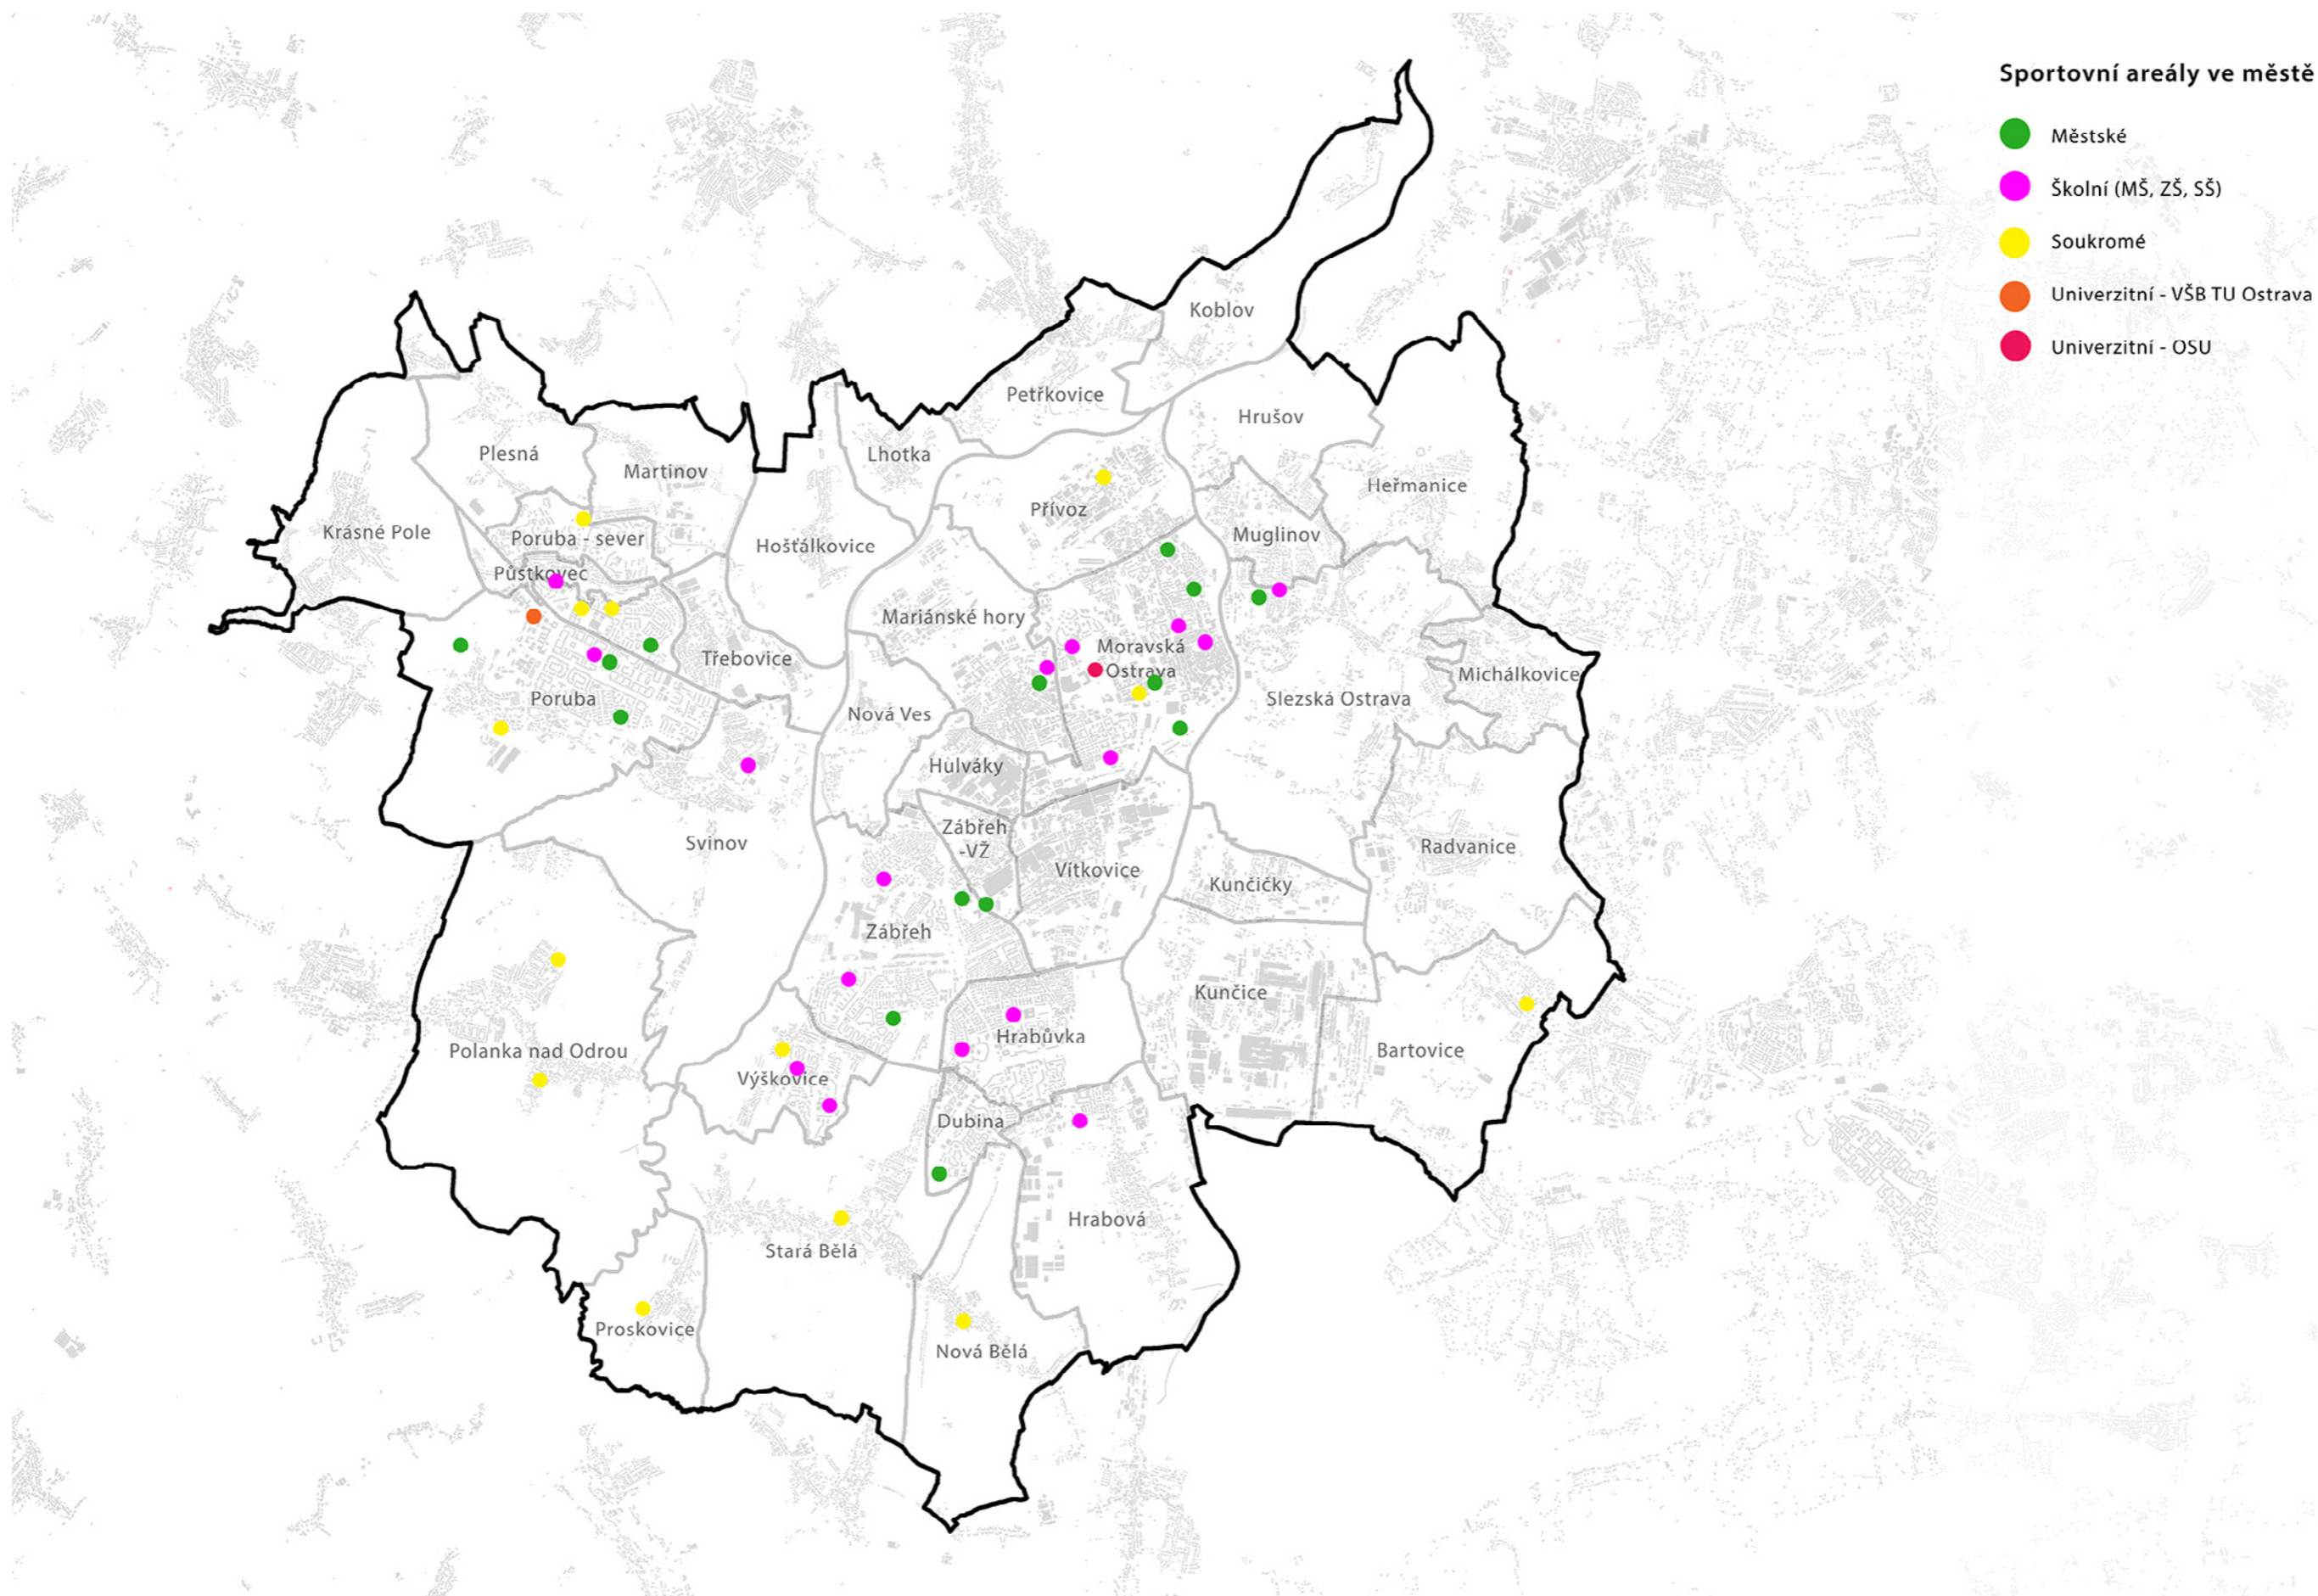 Sportovní areály ve městě
Městské
Školní (MŠ, ZŠ, SŠ)
Soukromé
Univerzitní - VŠB TU Ostrava
Univerzitní - OSU
Koblov
Petřkovice
Hrušov
Plesná
Martinov
Lhotka
Heřmanice
Přívoz
Krásné Pole
Poruba - sever
Muglinov
Hošťálkovice
Půstkovec
Mariánské hory
Moravská
Ostrava
Třebovice
Michálkovice
Poruba
Nová Ves
Slezská Ostrava
Hulváky
Svinov
Zábřeh
-VŽ
Radvanice
Vítkovice
Kunčičky
Zábřeh
Kunčice
Hrabůvka
Polanka nad Odrou
Bartovice
Výškovice
Dubina
Hrabová
Stará Bělá
Proskovice
Nová Bělá